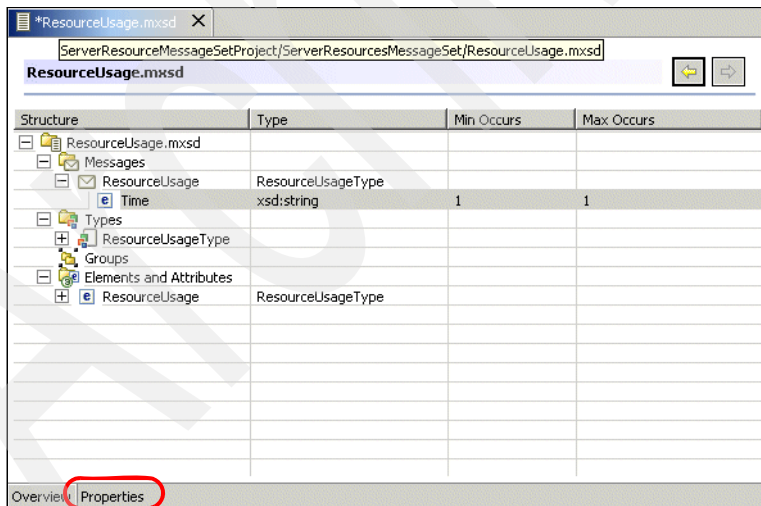 *ResourceUsage.mxsd X
ServerResourceMessageSetProject/ServerResourcesMessageSet/ResourceUsage.mxsd
ResourceUsage.mxsd
Structure Type Min Occurs Max Occurs
ResourceUsage.mxsd
Messages
ResourceUsage ResourceUsageType
e Time xsd:string 1 1
Types
ResourceUsageType
Groups
Elements and Attributes
e ResourceUsage ResourceUsageType
Overview Properties